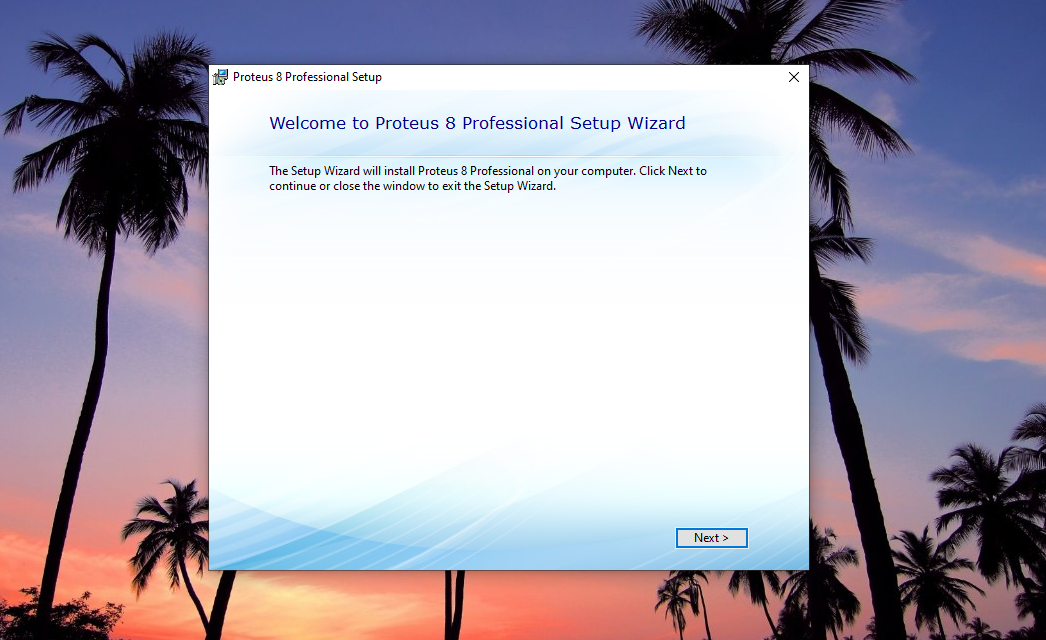 Proteus 8 Professional Setup
Welcome to Proteus 8 Professional Setup Wizard
The Setup Wizard will install Proteus 8 Professional on your computer. Click Next to
continue or close the window to exit the Setup Wizard.
Next >